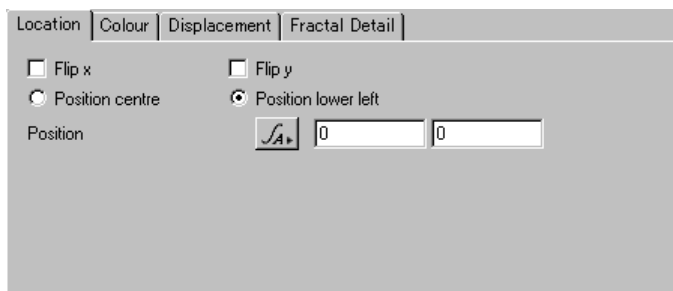 Location Colour Displacement Fractal Detail
Flip x Flip y
Position centre Position lower left
Position A 0 0